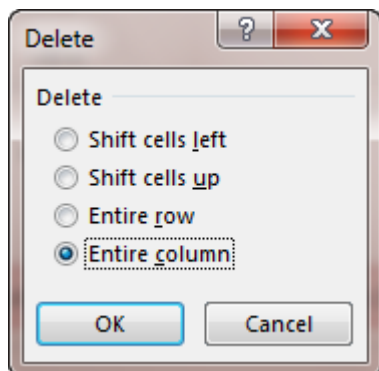 Delete
Delete
Shift cells left
Shift cells up
Entire row
Entire column
OK Cancel